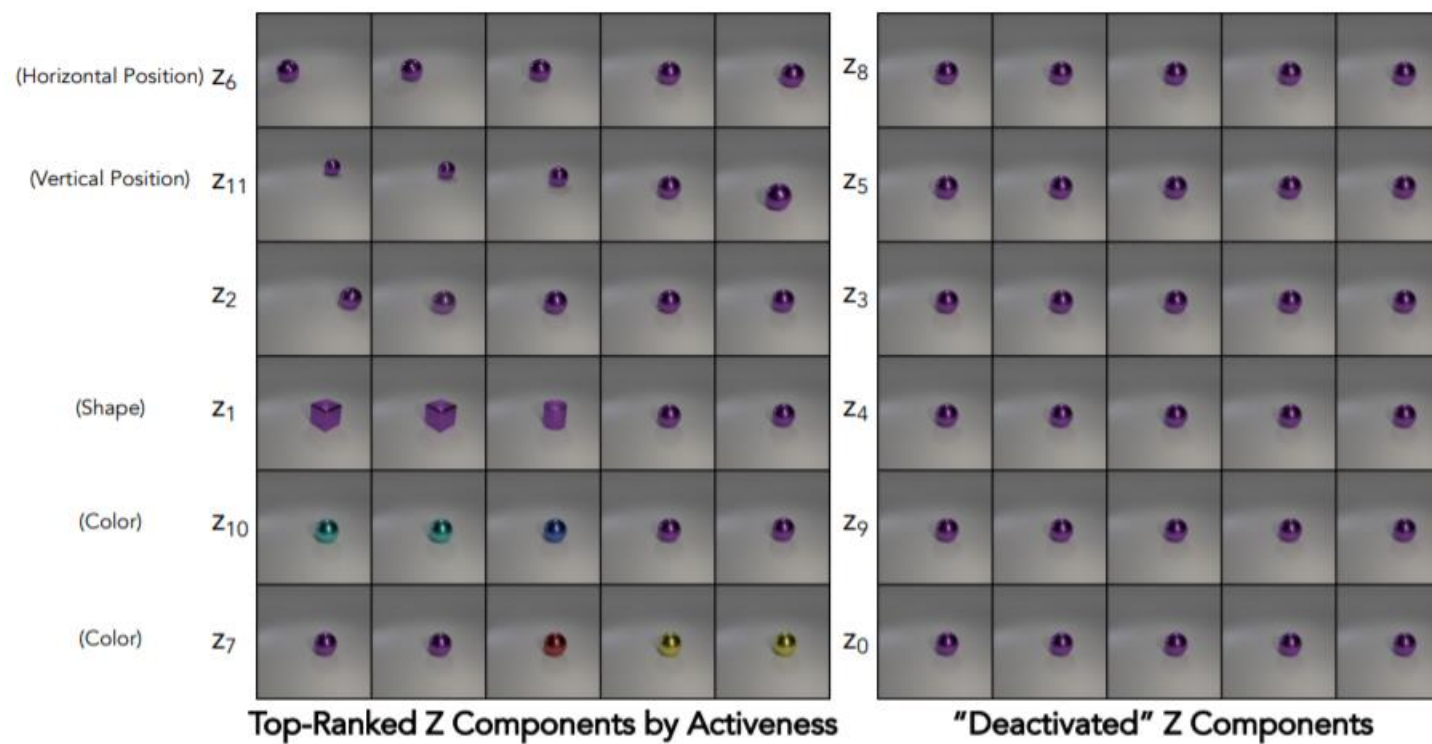 (Horizontal Position) Z6 Z8
(Vertical Position) Z11 Z5
Z2 Z3
(Shape) Z1 Z4
(Color) Z10 Z9
(Color) Z7 Z0
Top-Ranked Z Components by Activeness
“Deactivated” Z Components